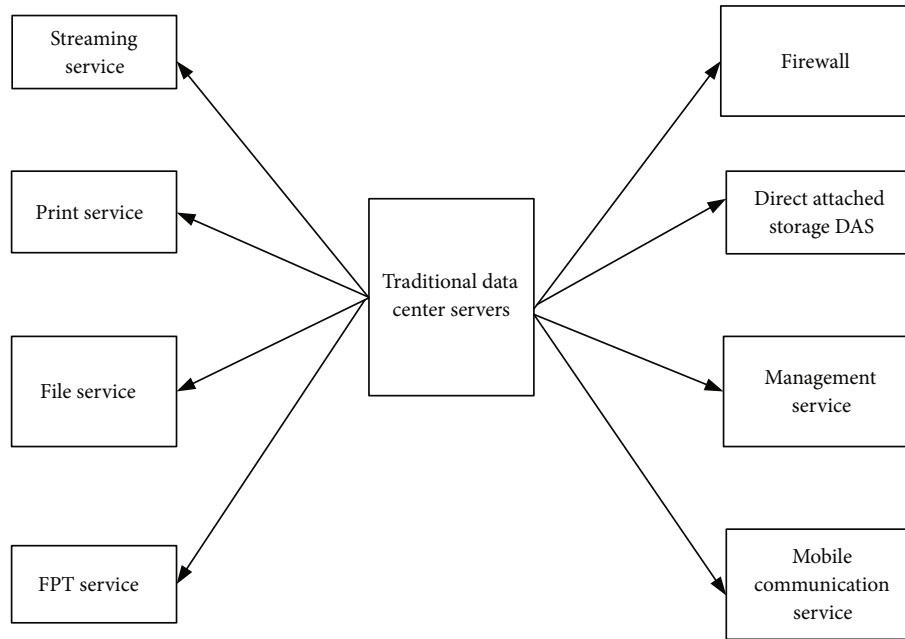 Streaming
service
Print service
File service
FPT service
Traditional data
center servers
Firewall
Direct attached
storage DAS
Management
service
Mobile
communication
service